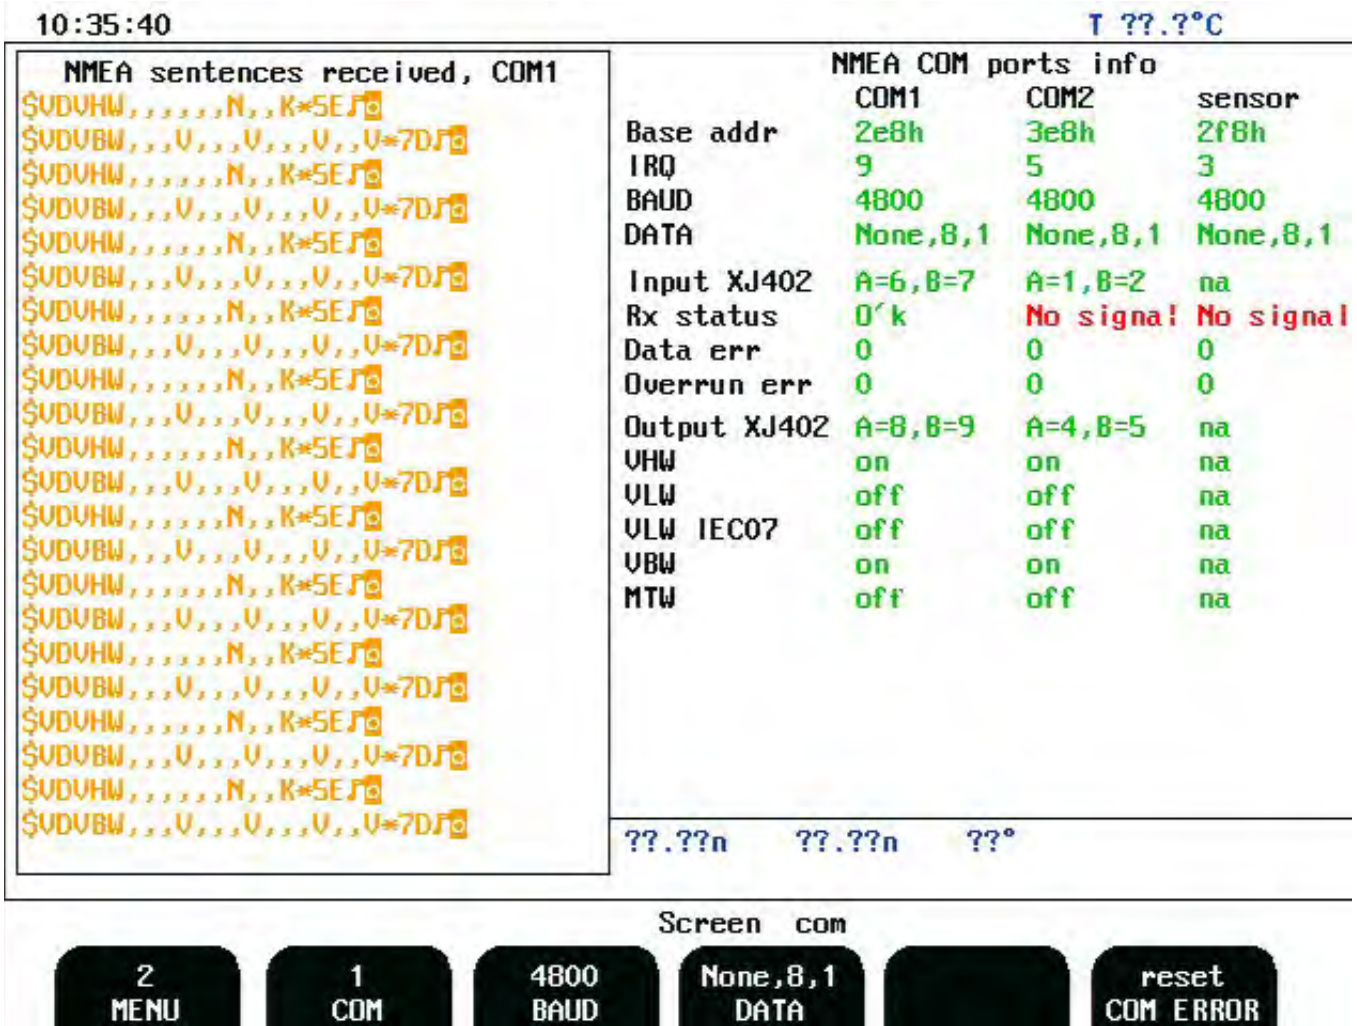 10:35:40 T ??.?°C
NMEA sentences received, COM1
$VDVHW,,,,,,N,,K*5E♪◙
$VDVBW,,,V,,,V,,,V,,V*7D♪◙
$VDVHW,,,,,,N,,K*5E♪◙
$VDVBW,,,V,,,V,,,V,,V*7D♪◙
$VDVHW,,,,,,N,,K*5E♪◙
$VDVBW,,,V,,,V,,,V,,V*7D♪◙
$VDVHW,,,,,,N,,K*5E♪◙
$VDVBW,,,V,,,V,,,V,,V*7D♪◙
$VDVHW,,,,,,N,,K*5E♪◙
$VDVBW,,,V,,,V,,,V,,V*7D♪◙
$VDVHW,,,,,,N,,K*5E♪◙
$VDVBW,,,V,,,V,,,V,,V*7D♪◙
$VDVHW,,,,,,N,,K*5E♪◙
$VDVBW,,,V,,,V,,,V,,V*7D♪◙
$VDVHW,,,,,,N,,K*5E♪◙
$VDVBW,,,V,,,V,,,V,,V*7D♪◙
$VDVHW,,,,,,N,,K*5E♪◙
$VDVBW,,,V,,,V,,,V,,V*7D♪◙
$VDVHW,,,,,,N,,K*5E♪◙
$VDVBW,,,V,,,V,,,V,,V*7D♪◙
$VDVHW,,,,,,N,,K*5E♪◙
$VDVBW,,,V,,,V,,,V,,V*7D♪◙
NMEA COM ports info
COM1 COM2 sensor
Base addr 2e8h 3e8h 2f8h
IRQ 9 5 3
BAUD 4800 4800 4800
DATA None,8,1 None,8,1 None,8,1
Input XJ402 A=6,B=7 A=1,B=2 na
Rx status O´k No signal No signal
Data err 0 0 0
Overrun err 0 0 0
Output XJ402 A=8,B=9 A=4,B=5 na
VHW on on na
VLW off off na
VLW IEC07 off off na
VBW on on na
MTW off off na
??.??n ??.??n ??°
Screen com
2 1 4800 None,8,1 reset
MENU COM BAUD DATA COM ERROR